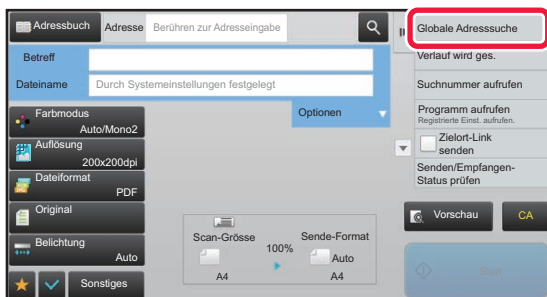 Adressbuch
Adresse
Berühren zur Adresseingabe
Betreff
Dateiname
Durch Systemeinstellungen festgelegt
Optionen
Farbmodus
Auto/Mono2
Auflösung
200x200dpi
Dateiformat
PDF
Original
Belichtung
Auto
Sonstiges
Scan-Grösse
A4
100%
Sende-Format
Auto
A4
Globale Adresssuche
Verlauf wird ges.
Suchnummer aufrufen
Programm aufrufen
Registrierte Einst. aufrufen.
Zielort-Link
senden
Senden/Empfangen-
Status prüfen
Vorschau
CA
Start